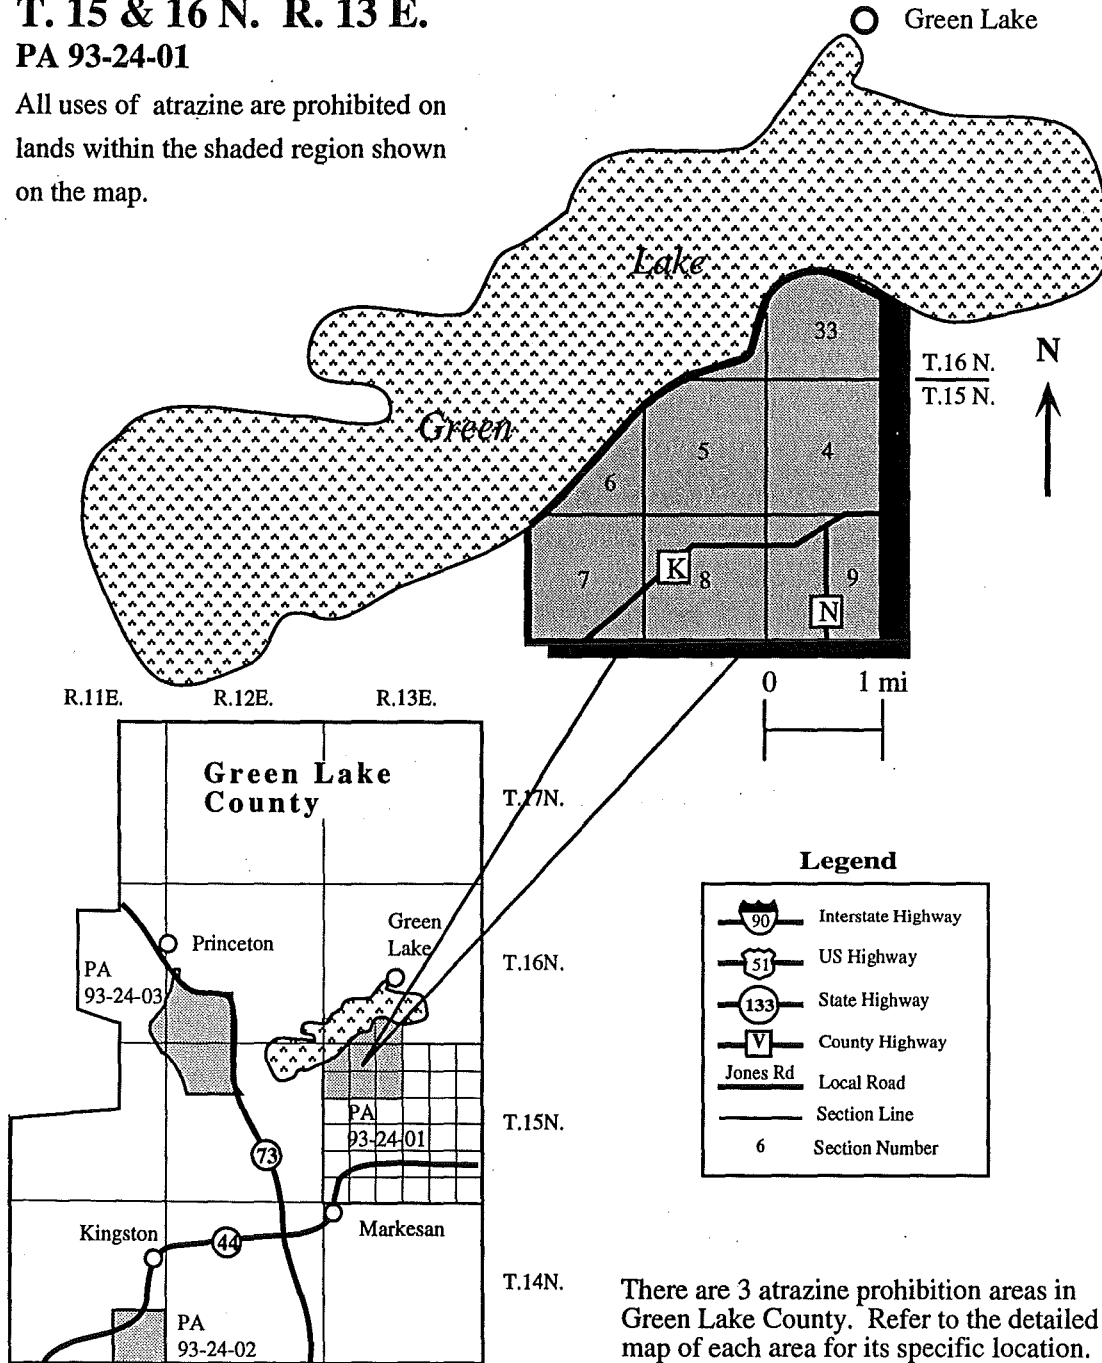 T. 15 & 16 N. R. 13 E.
PA 93-24-01
All uses of atrazine are prohibited on
lands within the shaded region shown
on the map.
Green Lake
Lake
Green
33
T.16 N.
T.15 N.
N
5
4
6
7
K
8
9
N
0 1 mi
R.11E. R.12E. R.13E.
Green Lake
County
T.17N.
Princeton
Green
Lake
T.16N.
PA
93-24-03
PA
93-24-01
T.15N.
73
Kingston
44
Markesan
T.14N.
PA
93-24-02
Legend
90 Interstate Highway
51 US Highway
133 State Highway
V County Highway
Jones Rd Local Road
Section Line
6 Section Number
There are 3 atrazine prohibition areas in
Green Lake County. Refer to the detailed
map of each area for its specific location.